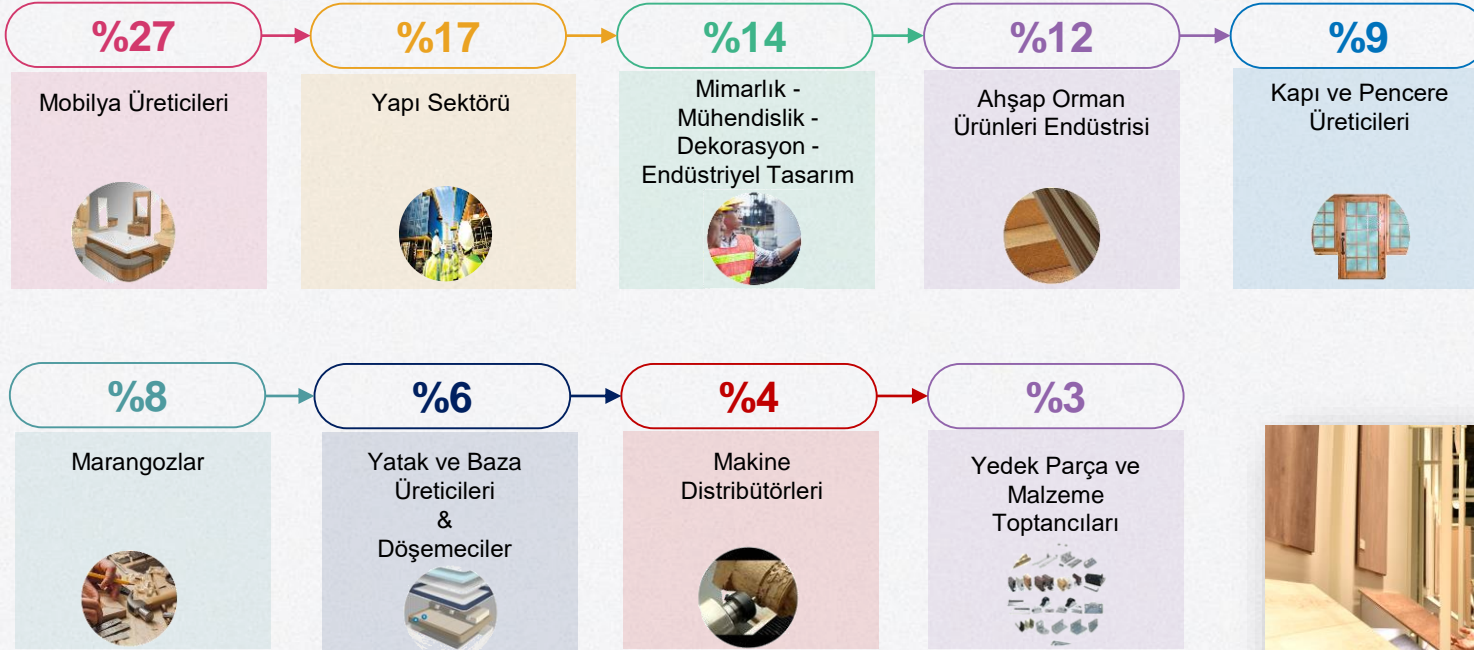 %27
Mobilya Üreticileri
%17
Yapı Sektörü
%14
Mimarlık -
Mühendislik -
Dekorasyon -
Endüstriyel Tasarım
%12
Ahşap Orman
Ürünleri Endüstrisi
%9
Kapı ve Pencere
Üreticileri
%8
Marangozlar
%6
Yatak ve Baza
Üreticileri
&
Döşemeciler
%4
Makine
Distribütörleri
%3
Yedek Parça ve
Malzeme
Toptancıları